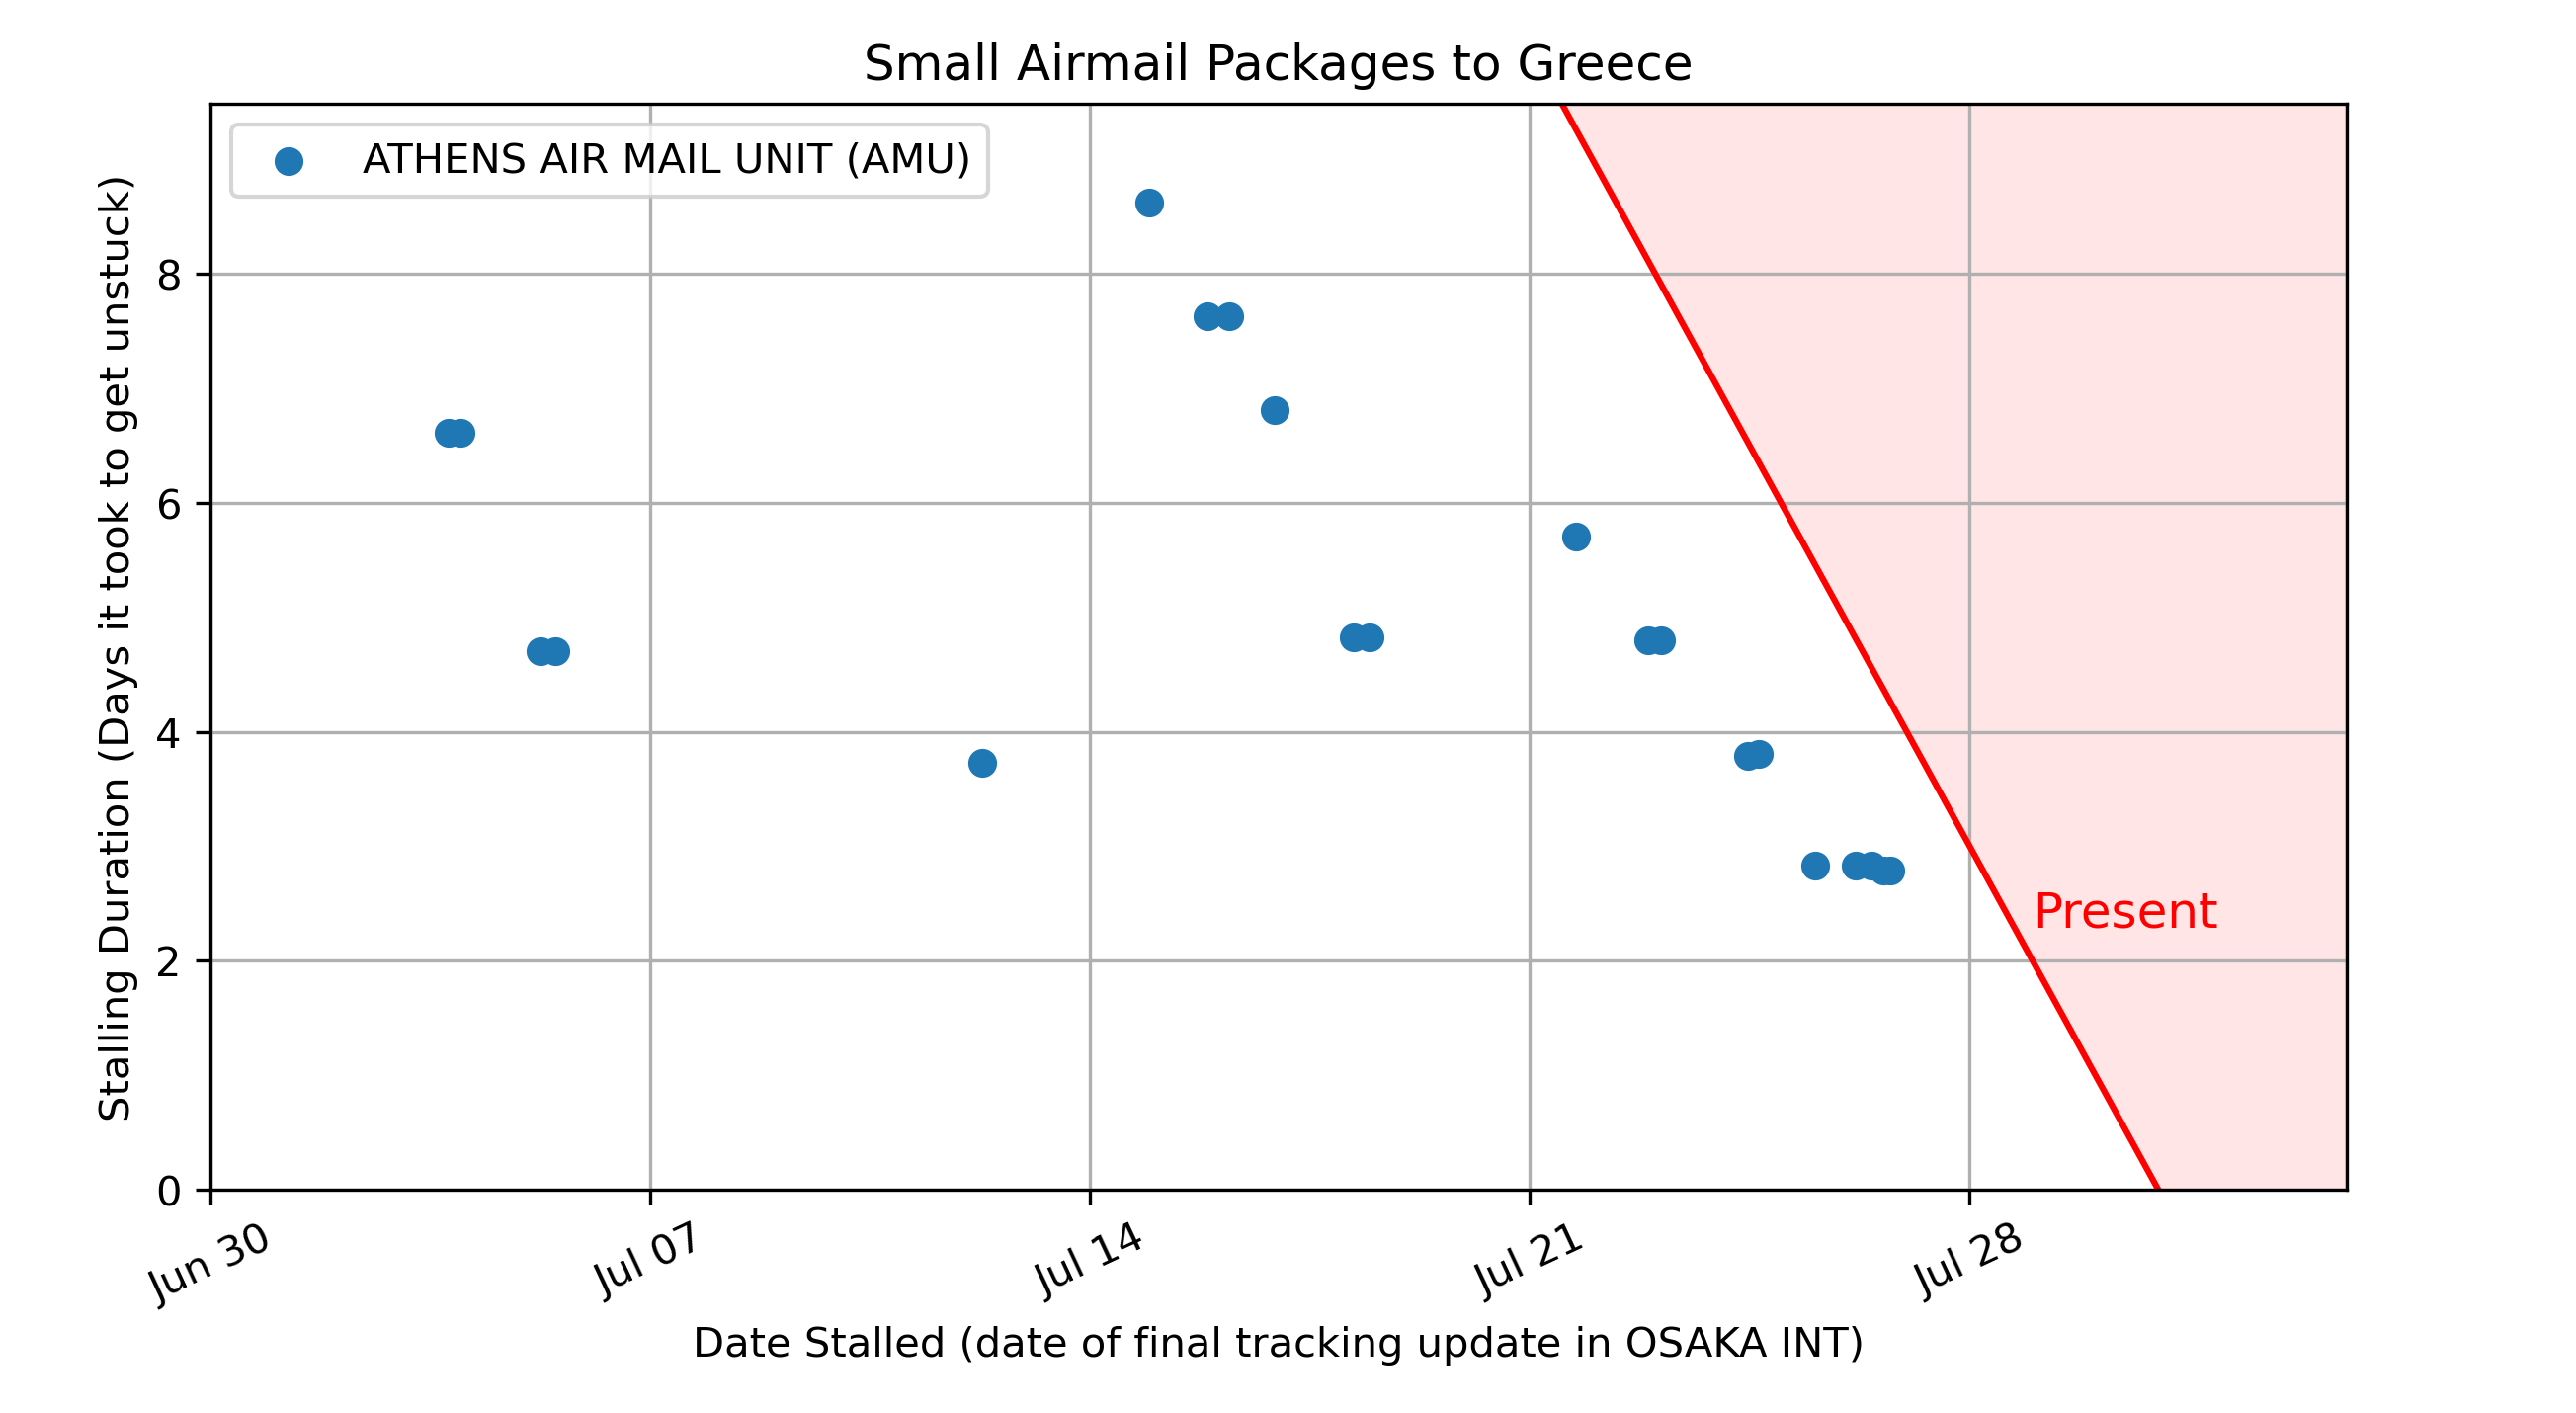 Small Airmail Packages to Greece
ATHENS AIR MAIL UNIT (AMU)
Stalling Duration (Days it took to get unstuck)
8
6
4
2
0
Present
Jun 30
Jul 07
Jul 14
Jul 21
Jul 28
Date Stalled (date of final tracking update in OSAKA INT)